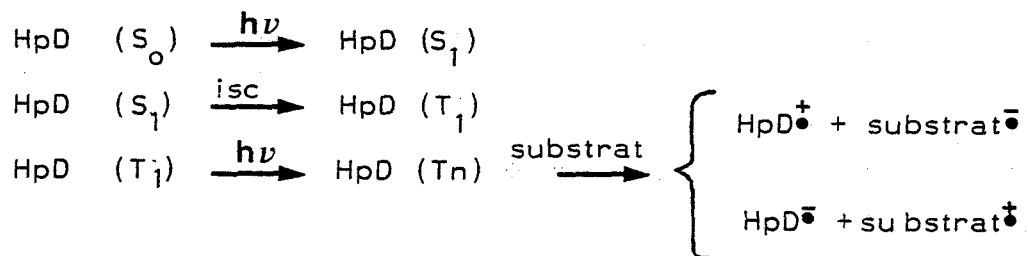 HpD (S₀) hν HpD (S₁)
HpD (S₁) isc HpD (T₁)
HpD (T₁) hν HpD (Tn) substrat
HpD•⁺ + substrat•⁻
HpD•⁻ + substrat•⁺